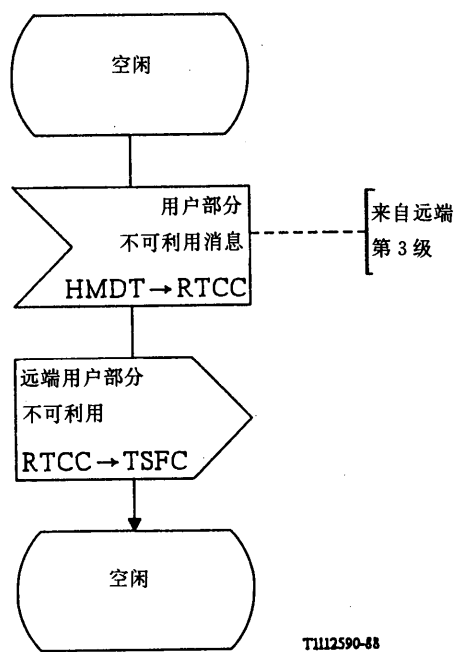 空闲
用户部分
不可利用消息
HMDT→RTCC
来自远端
第3级
远端用户部分
不可利用
RTCC→TSFC
空闲
T1112590-88